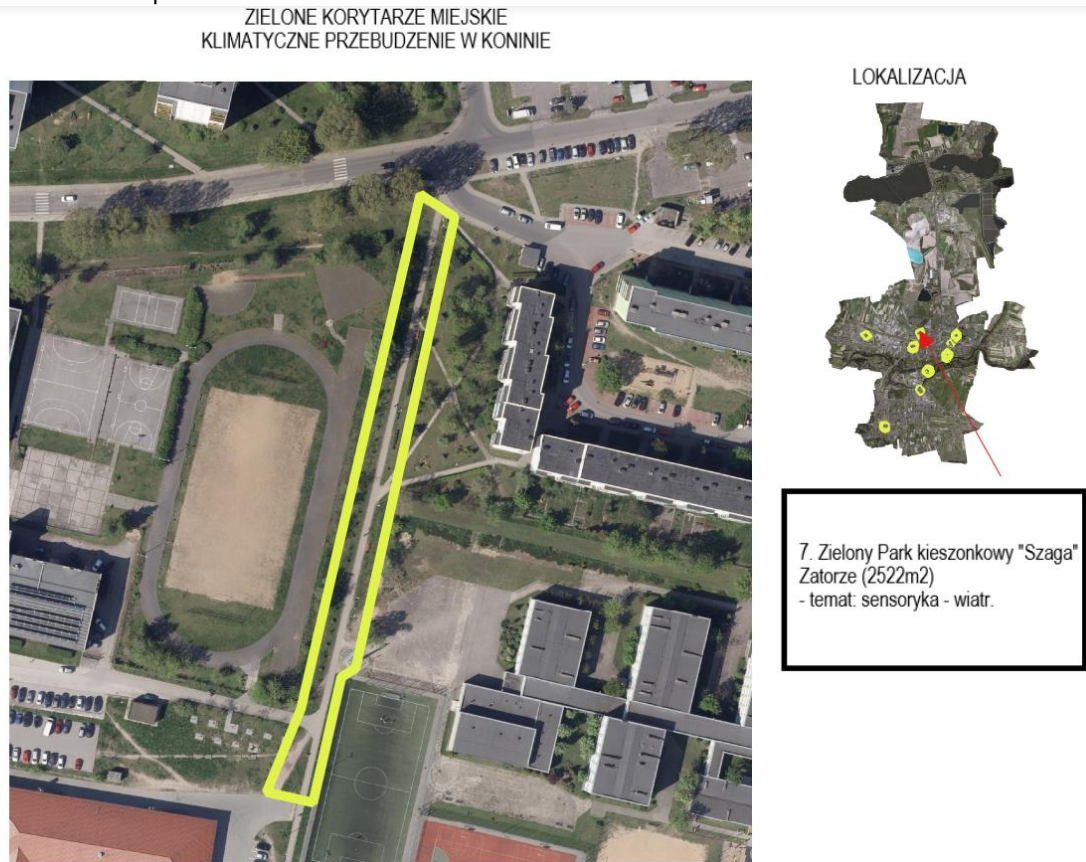 ZIELONE KORYTARZE MIEJSKIE
KLIMATYCZNE PRZEBUDZENIE W KONINIE
LOKALIZACJA
7. Zielony Park kieszonkowy "Szaga"
Zatorze (2522m2)
- temat: sensoryka - wiatr.